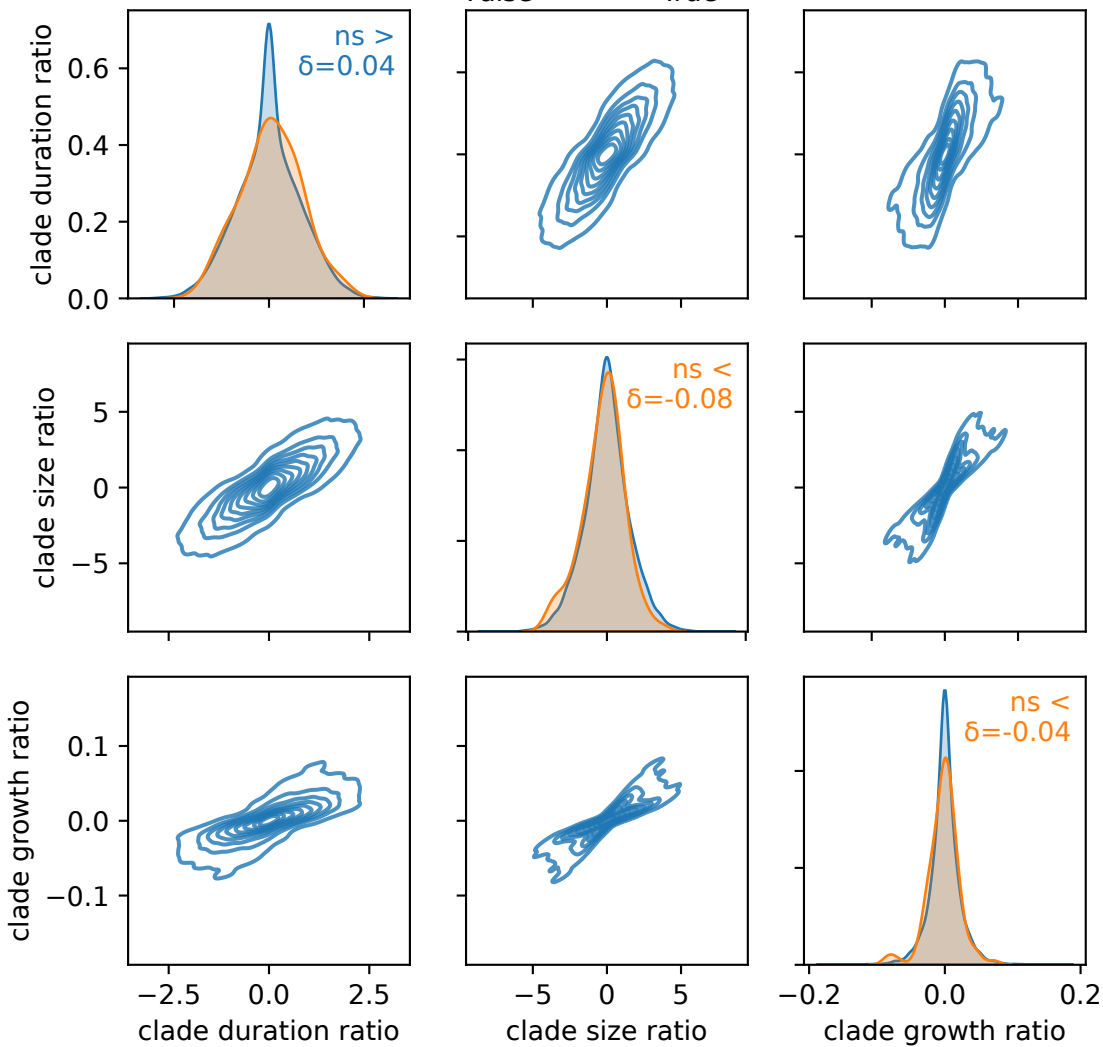 clade duration ratio
0.6
0.4
0.2
0.0
ns >
δ=0.04
clade size ratio
5
0
−5
ns <
δ=-0.08
clade growth ratio
0.1
0.0
−0.1
ns <
δ=-0.04
−2.5 0.0 2.5
clade duration ratio
−5 0 5
clade size ratio
−0.2 0.0 0.2
clade growth ratio